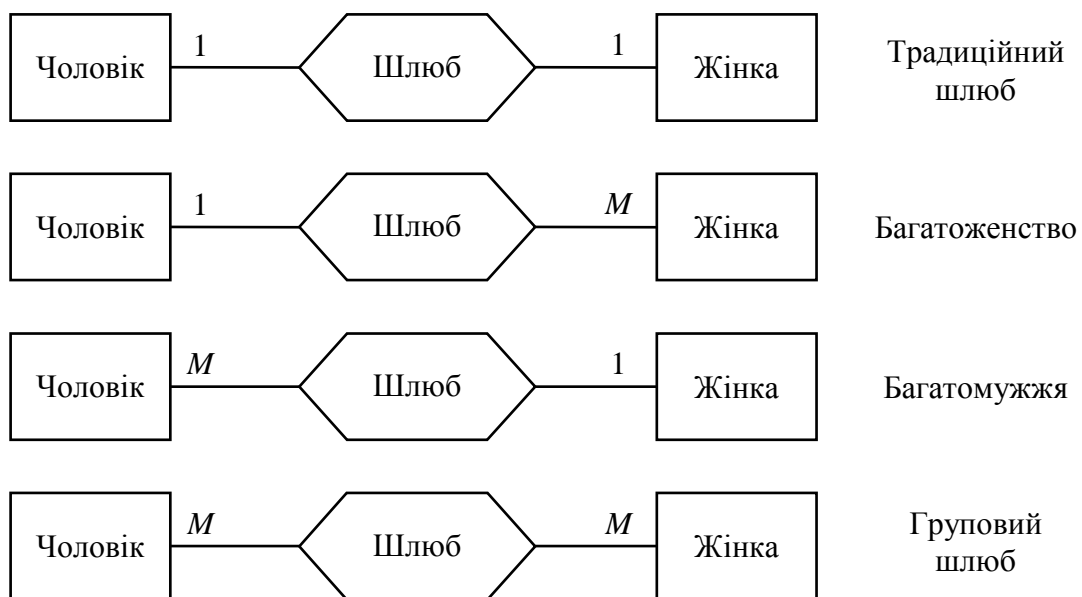 1 1
Чоловік Шлюб Жінка Традиційний
шлюб
1 M
Чоловік Шлюб Жінка Багатоженство
M 1
Чоловік Шлюб Жінка Багатомужжя
M M
Чоловік Шлюб Жінка Груповий
шлюб